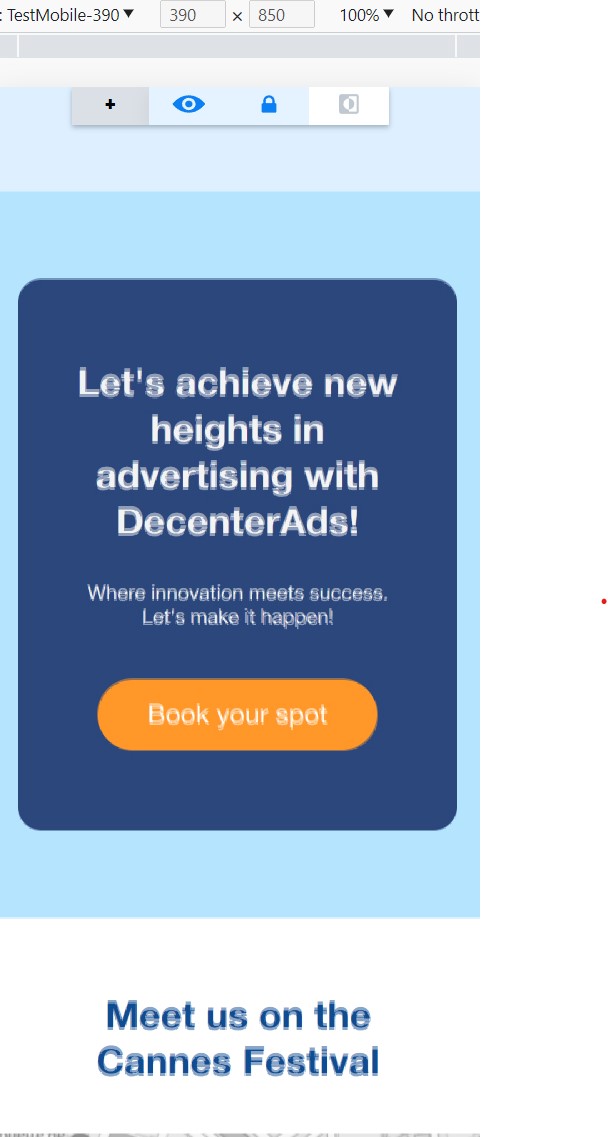 : TestMobile-390 ▼ 390 × 850 100% ▼ No thrott
+
Let's achieve new
heights in
advertising with
DecenterAds!
Where innovation meets success.
Let's make it happen!
Book your spot
Meet us on the
Cannes Festival